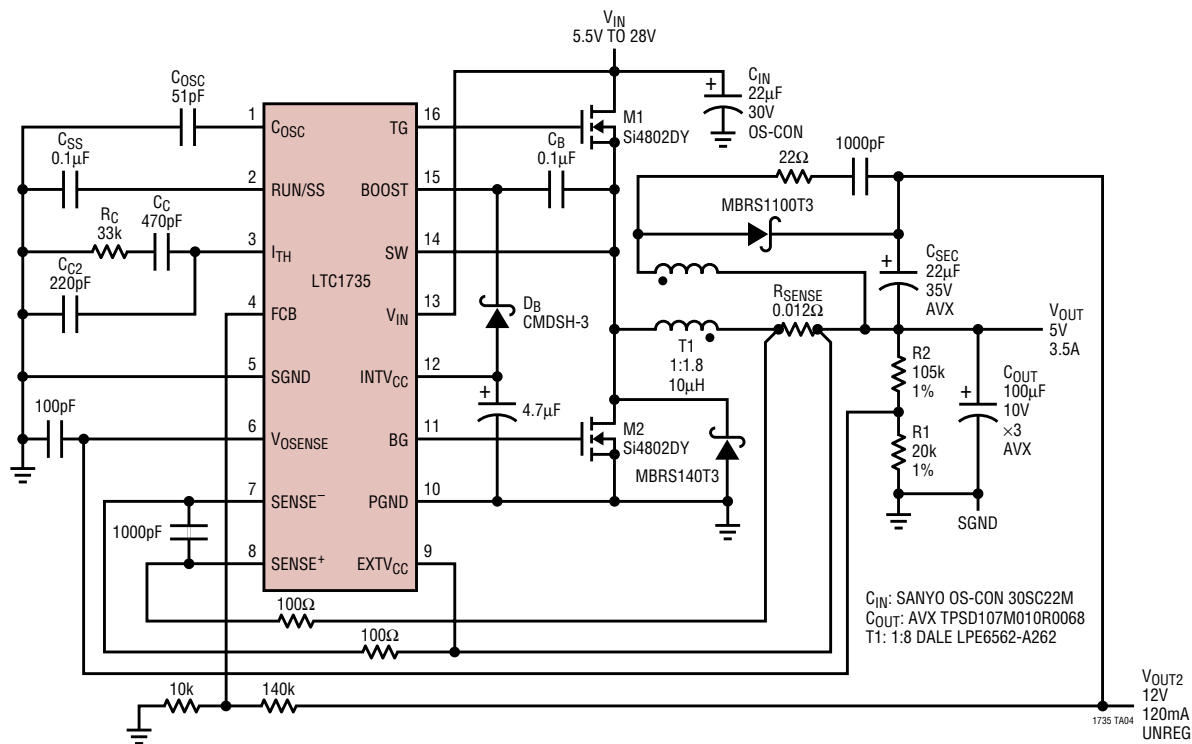 VIN
5.5V TO 28V
COSC
51pF
CSS
0.1µF
RC
33k
CC
470pF
CC2
220pF
100pF
1000pF
1
2
3
4
5
6
7
8
COSC
RUN/SS
ITH
FCB
SGND
VOSENSE
SENSE–
SENSE+
LTC1735
TG
BOOST
SW
VIN
INTVCC
BG
PGND
EXTVCC
16
15
14
13
12
11
10
9
+
CIN
22µF
30V
OS-CON
M1
Si4802DY
CB
0.1µF
22Ω
1000pF
MBRS1100T3
+
CSEC
22µF
35V
AVX
DB
CMDSH-3
RSENSE
0.012Ω
T1
1:1.8
10µH
VOUT
5V
3.5A
+
4.7µF
M2
Si4802DY
MBRS140T3
R2
105k
1%
R1
20k
1%
+
COUT
100µF
10V
×3
AVX
SGND
100Ω
100Ω
10k
140k
CIN: SANYO OS-CON 30SC22M
COUT: AVX TPSD107M010R0068
T1: 1:8 DALE LPE6562-A262
VOUT2
12V
120mA
UNREG
1735 TA04